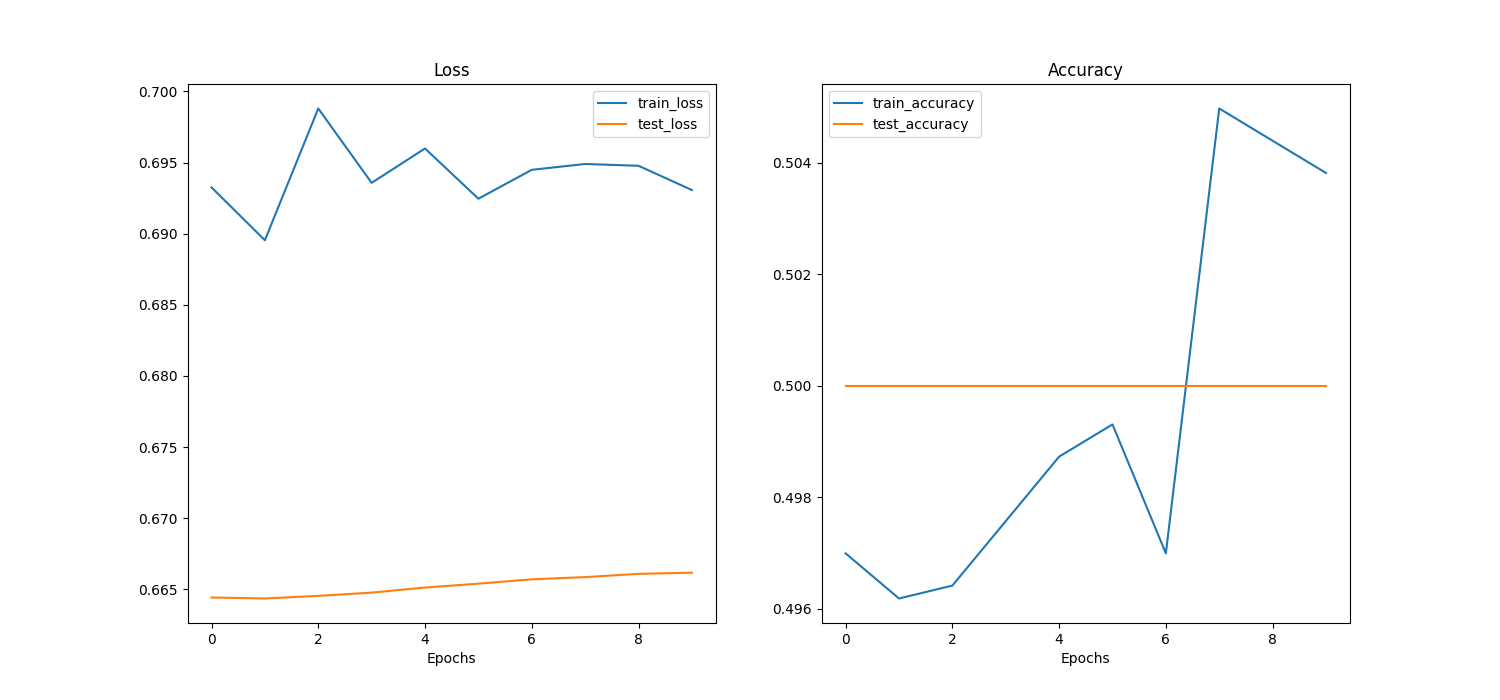 Loss
0.700
0.695
0.690
0.685
0.680
0.675
0.670
0.665
0 2 4 6 8
Epochs
train_loss
test_loss
Accuracy
0.504
0.502
0.500
0.498
0.496
0 2 4 6 8
Epochs
train_accuracy
test_accuracy